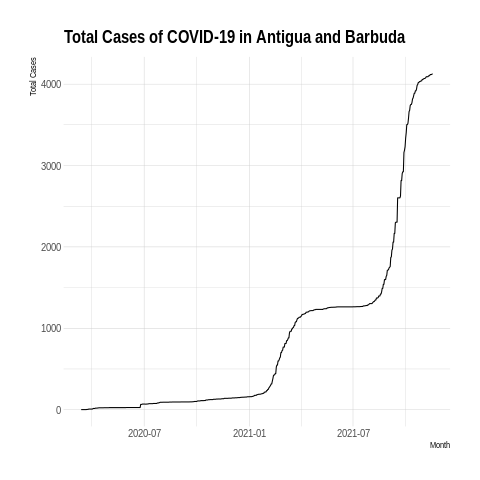 Total Cases of COVID-19 in Antigua and Barbuda
Total Cases
4000
3000
2000
1000
0
2020-07 2021-01 2021-07
Month